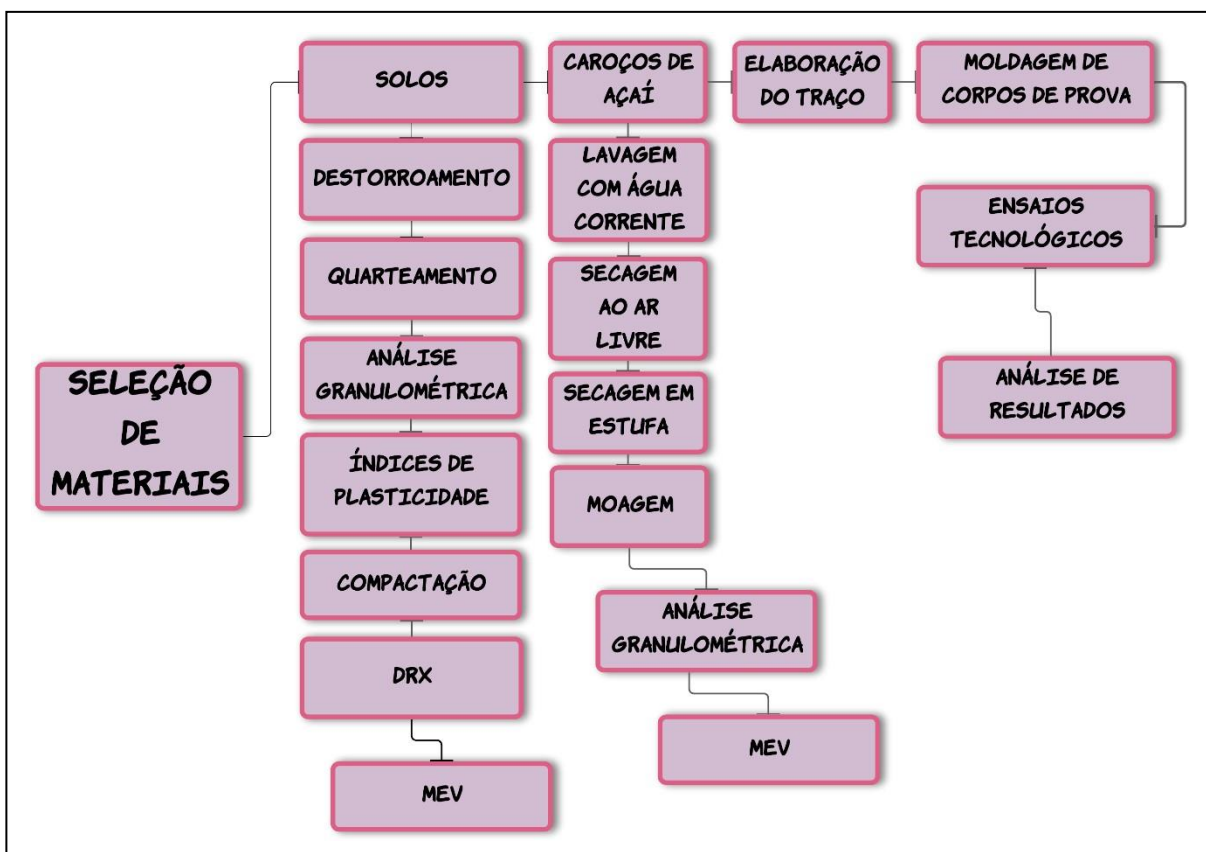 SELEÇÃO
DE
MATERIAIS
SOLOS
DESTORROAMENTO
QUARTEAMENTO
ANÁLISE
GRANULOMÉTRICA
ÍNDICES DE
PLASTICIDADE
COMPACTAÇÃO
DRX
MEV
CAROÇOS DE
AÇAÍ
LAVAGEM
COM ÁGUA
CORRENTE
SECAGEM
AO AR
LIVRE
SECAGEM EM
ESTUFA
MOAGEM
ANÁLISE
GRANULOMÉTRICA
MEV
ELABORAÇÃO
DO TRAÇO
MOLDAGEM DE
CORPOS DE PROVA
ENSAIOS
TECNOLÓGICOS
ANÁLISE DE
RESULTADOS